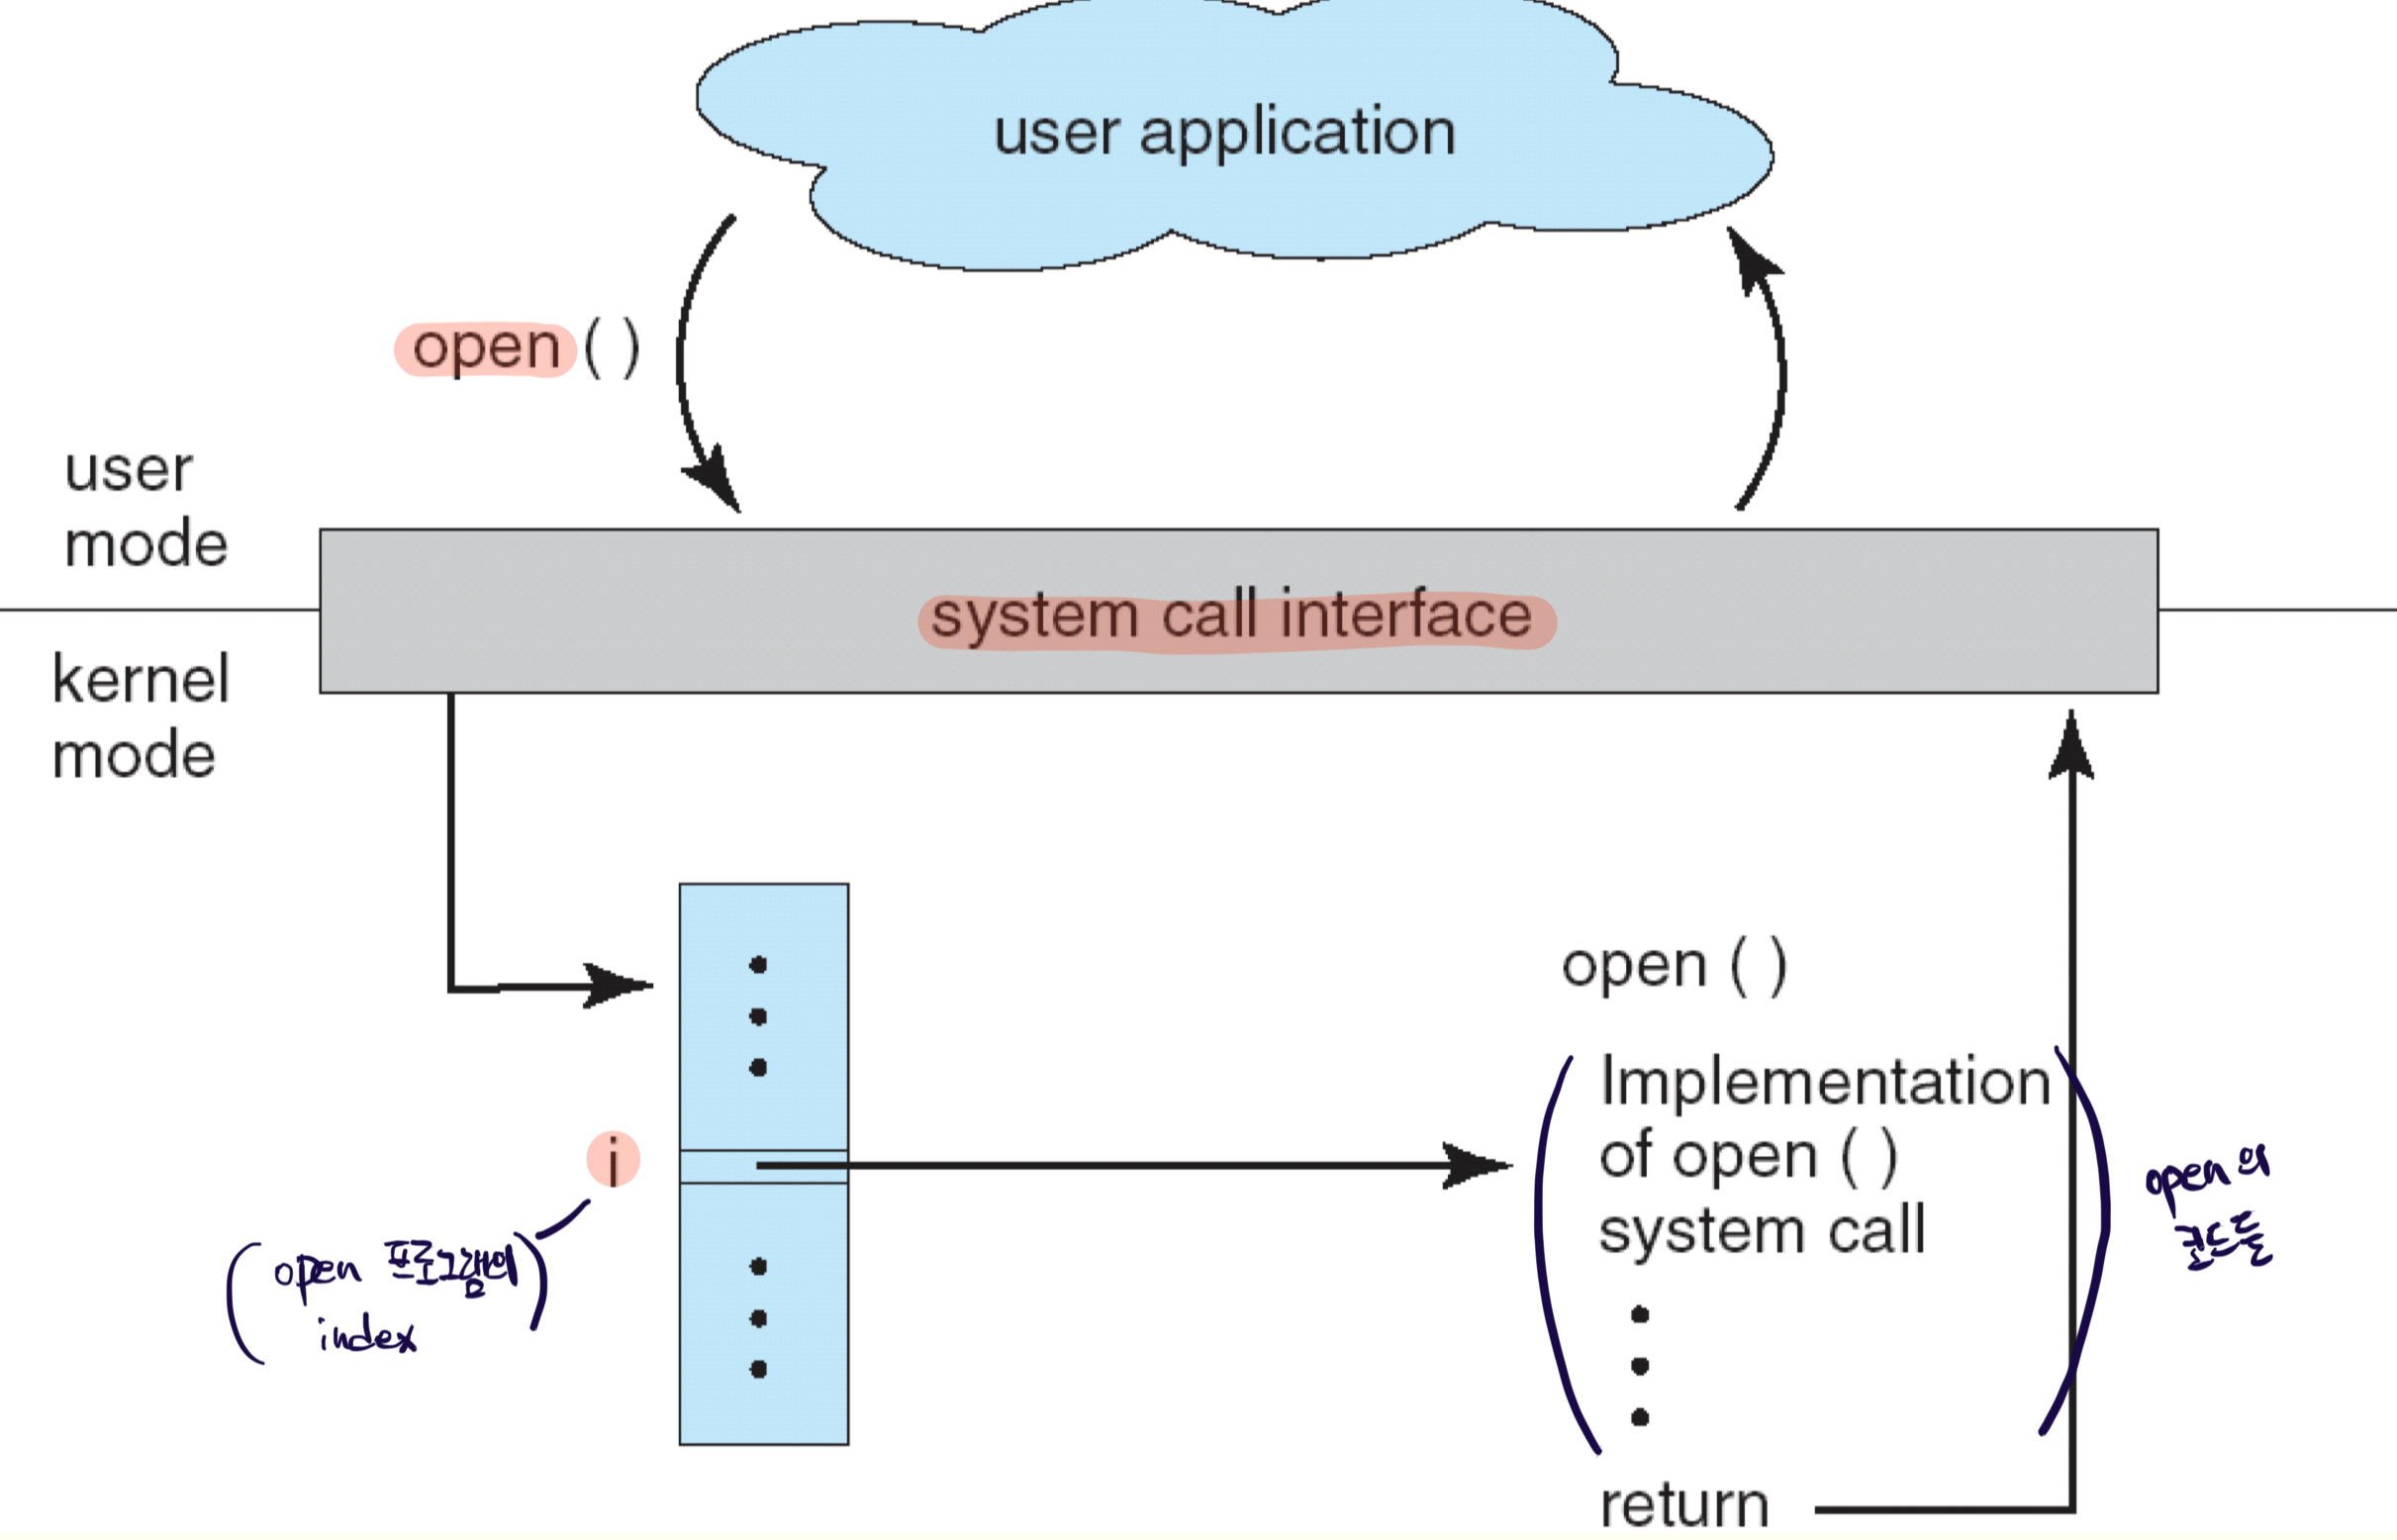 user application
open ( )
user
mode
system call interface
kernel
mode
open ( )
i
Implementation
of open ( )
system call
(open 프로그램의
index)
open의
코드들
return